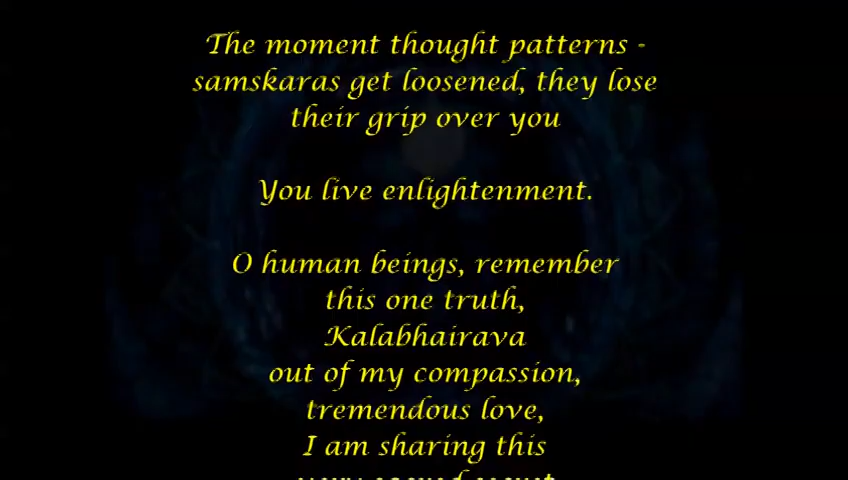 The moment thought patterns -
samskaras get loosened, they lose
their grip over you
You live enlightenment.
O human beings, remember
this one truth,
Kalabhairava
out of my compassion,
tremendous love,
I am sharing this